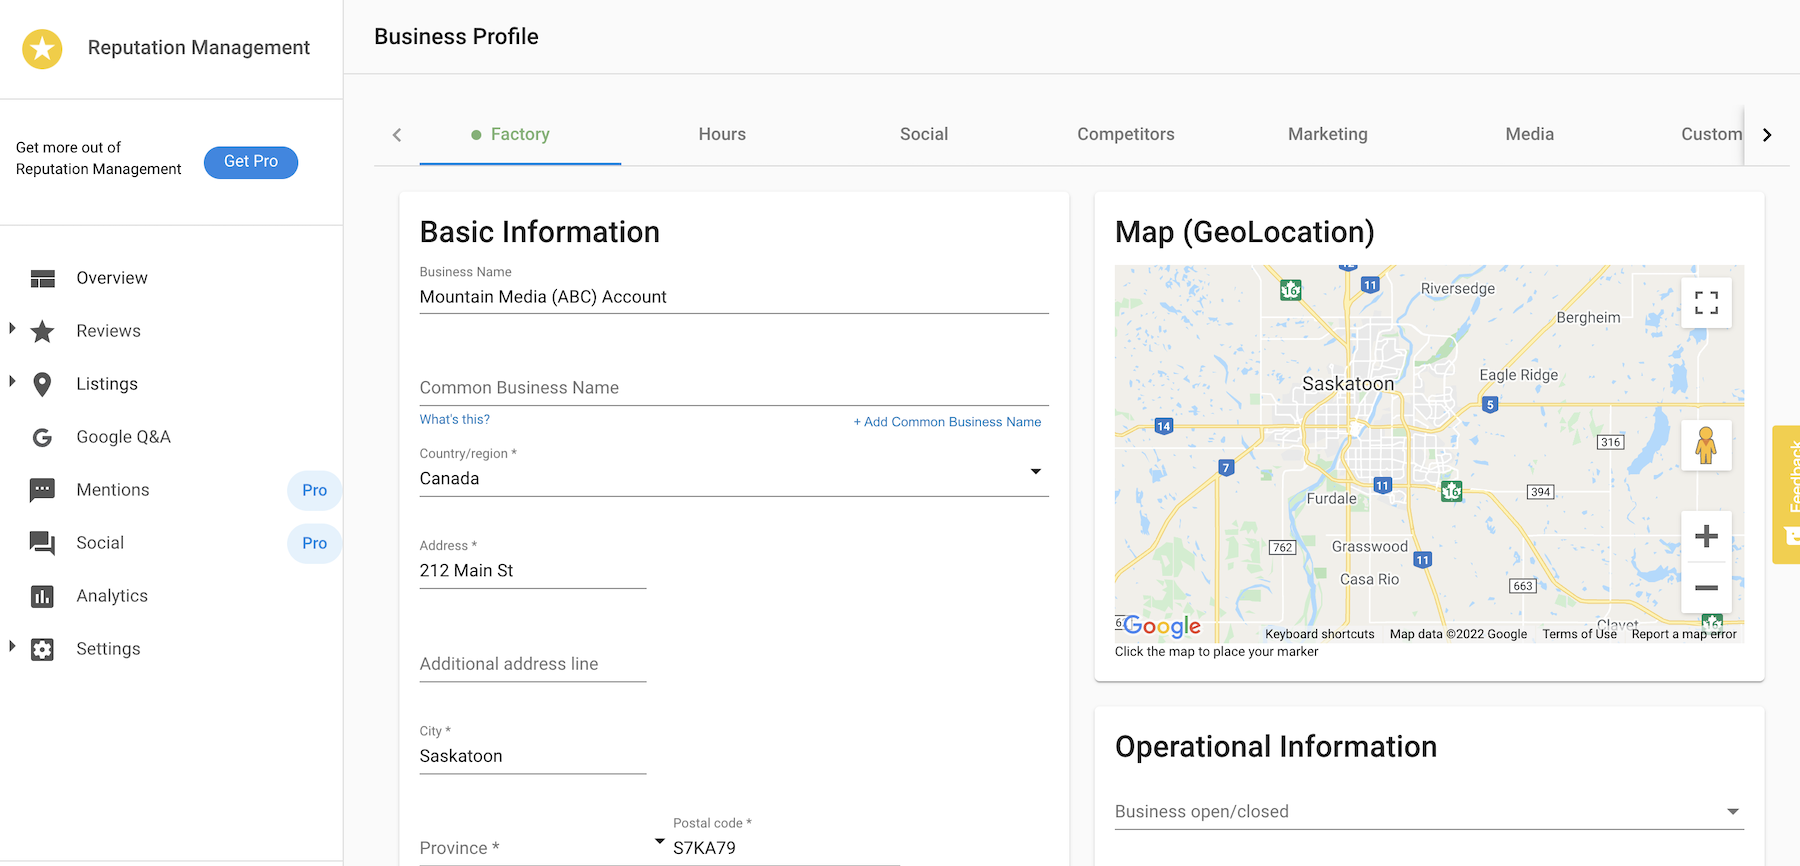 Reputation Management
Get more out of
Reputation Management
Get Pro
Overview
Reviews
Listings
Google Q&A
Mentions
Pro
Social
Pro
Analytics
Settings
Business Profile
Factory
Hours
Social
Competitors
Marketing
Media
Custom
Basic Information
Business Name
Mountain Media (ABC) Account
Common Business Name
What's this?
+ Add Common Business Name
Country/region *
Canada
Address *
212 Main St
Additional address line
City *
Saskatoon
Province *
Postal code *
S7KA79
Map (GeoLocation)
16
11
Riversedge
Bergheim
Saskatoon
Eagle Ridge
5
14
316
7
11
16
394
Furdale
762
Grasswood
11
Casa Rio
663
Clavet
16
Google
Keyboard shortcuts
Map data ©2022 Google
Terms of Use
Report a map error
Click the map to place your marker
Operational Information
Business open/closed
Feedback